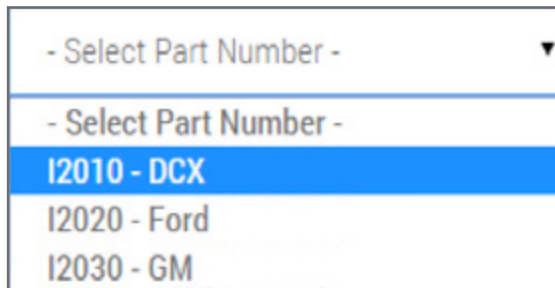 - Select Part Number -
- Select Part Number -
I2010 - DCX
I2020 - Ford
I2030 - GM